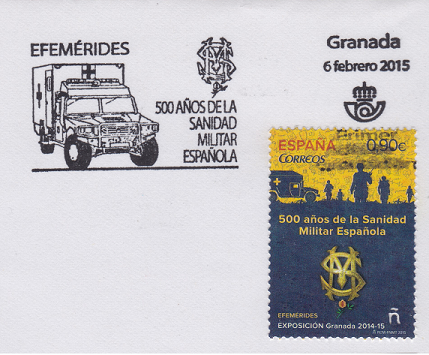 EFEMÉRIDES
500 AÑOS DE LA
SANIDAD
MILITAR
ESPAÑOLA
Granada
6 febrero 2015
Primer
ESPAÑA
0,90€
CORREOS
500 años de la Sanidad
Militar Española
EFEMÉRIDES
EXPOSICIÓN Granada 2014-15
ñ